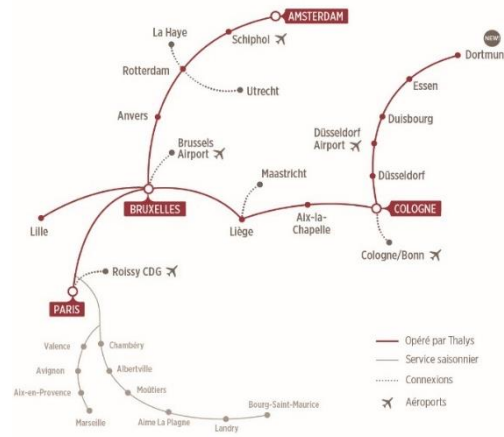 AMSTERDAM
La Haye
Schiphol
NEW!
Dortmun
Rotterdam
Utrecht
Essen
Anvers
Duisbourg
Brussels
Airport
Düsseldorf
Airport
Maastricht
Düsseldorf
BRUXELLES
COLOGNE
Lille
Liège
Aix-la-
Chapelle
Cologne/Bonn
Roissy CDG
PARIS
Valence
Chambéry
Avignon
Albertville
Aix-en-Provence
Moûtiers
Marseille
Aime La Plagne
Landry
Bourg-Saint-Maurice
Opéré par Thalys
Service saisonnier
Connexions
Aéroports